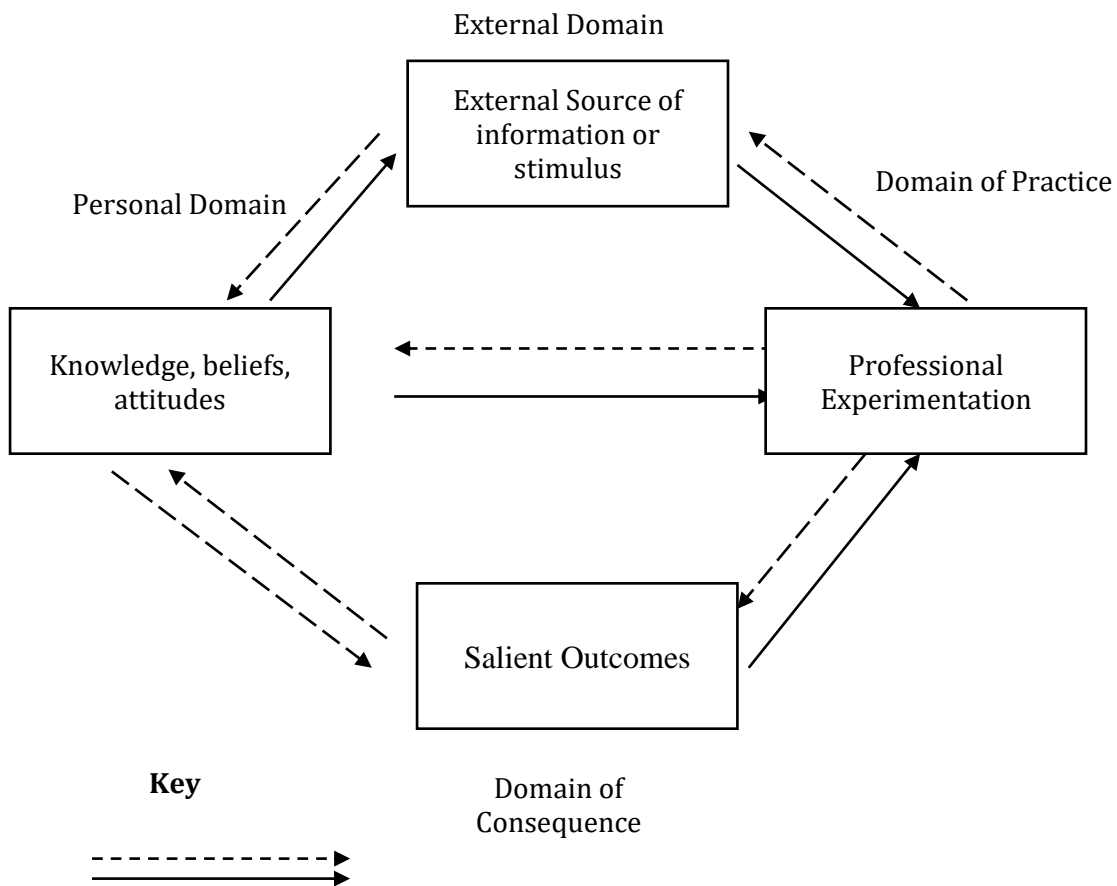 External Domain
External Source of
information or
stimulus
Personal Domain
Domain of Practice
Knowledge, beliefs,
attitudes
Professional
Experimentation
Salient Outcomes
Key
Domain of
Consequence